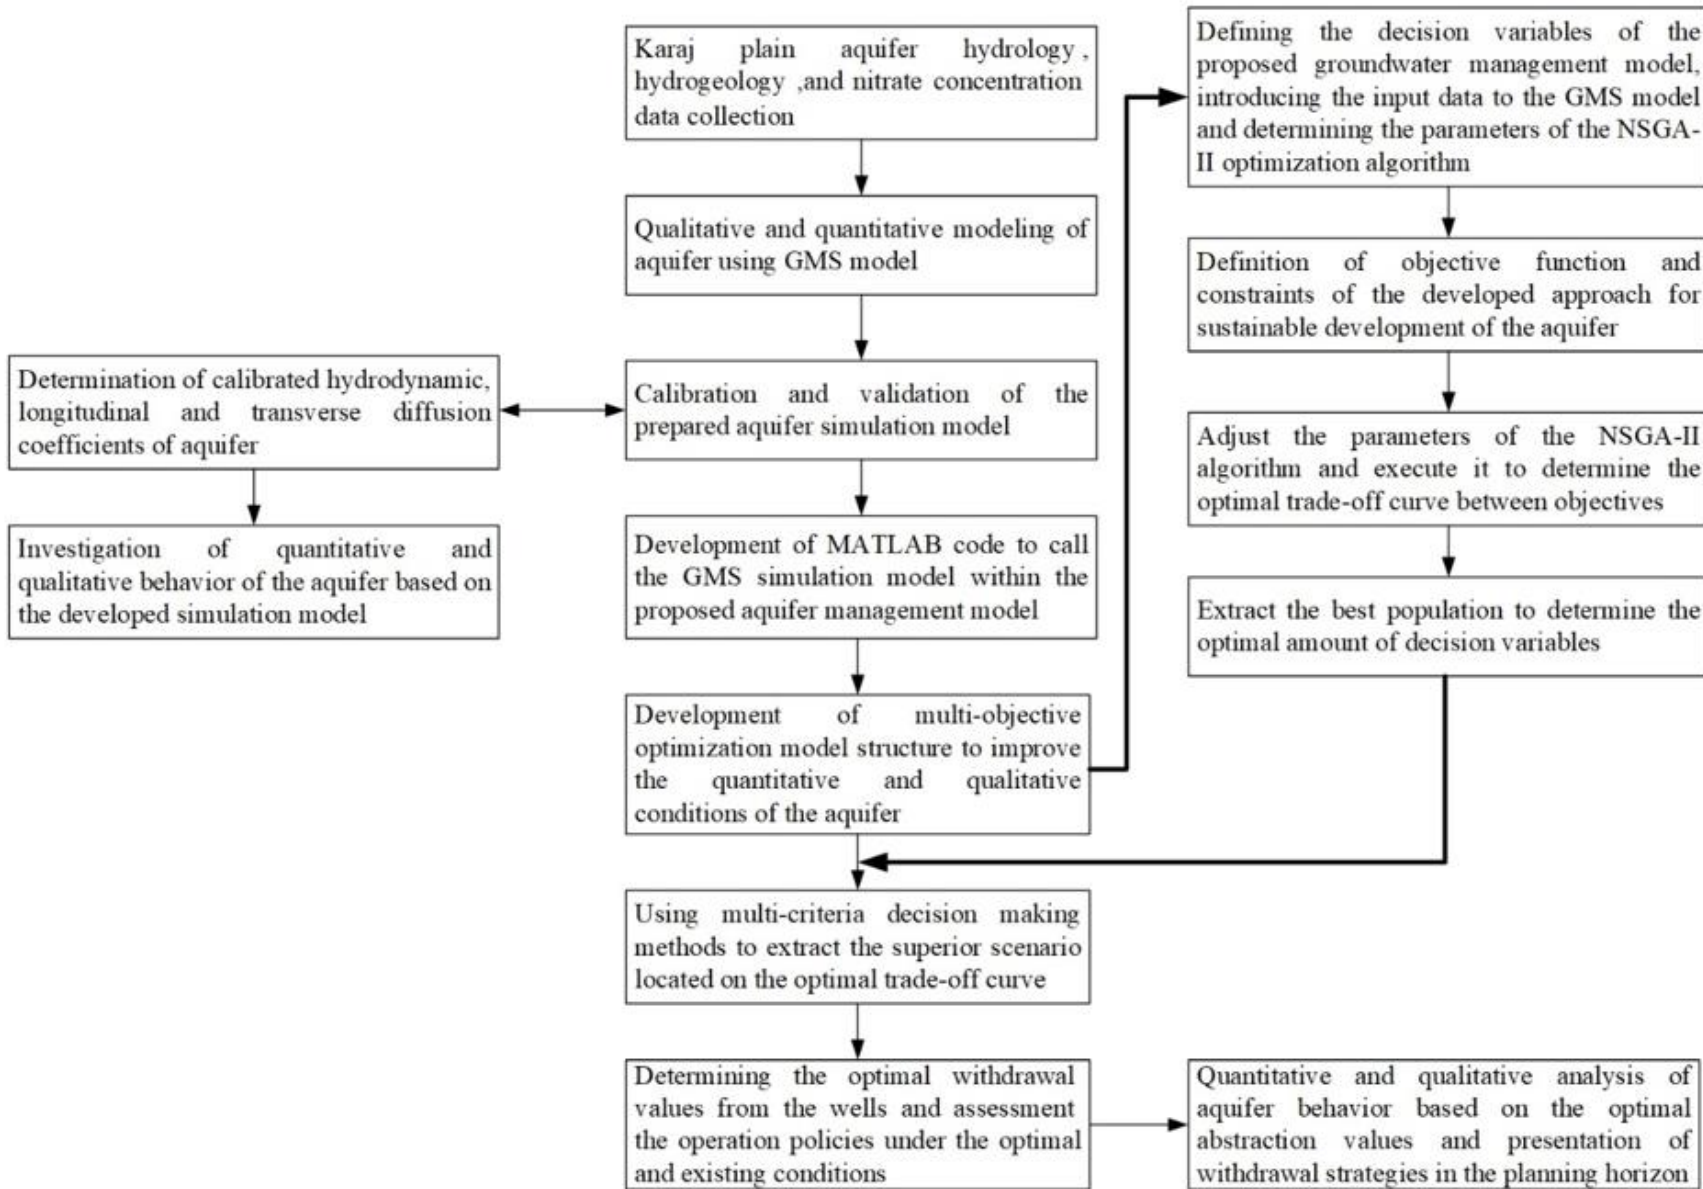 Karaj plain aquifer hydrology ,
hydrogeology ,and nitrate concentration
data collection
Qualitative and quantitative modeling of
aquifer using GMS model
Calibration and validation of the
prepared aquifer simulation model
Determination of calibrated hydrodynamic,
longitudinal and transverse diffusion
coefficients of aquifer
Investigation of quantitative and
qualitative behavior of the aquifer based on
the developed simulation model
Development of MATLAB code to call
the GMS simulation model within the
proposed aquifer management model
Development of multi-objective
optimization model structure to improve
the quantitative and qualitative
conditions of the aquifer
Defining the decision variables of the
proposed groundwater management model,
introducing the input data to the GMS model
and determining the parameters of the NSGA-
II optimization algorithm
Definition of objective function and
constraints of the developed approach for
sustainable development of the aquifer
Adjust the parameters of the NSGA-II
algorithm and execute it to determine the
optimal trade-off curve between objectives
Extract the best population to determine the
optimal amount of decision variables
Using multi-criteria decision making
methods to extract the superior scenario
located on the optimal trade-off curve
Determining the optimal withdrawal
values from the wells and assessment
the operation policies under the optimal
and existing conditions
Quantitative and qualitative analysis of
aquifer behavior based on the optimal
abstraction values and presentation of
withdrawal strategies in the planning horizon